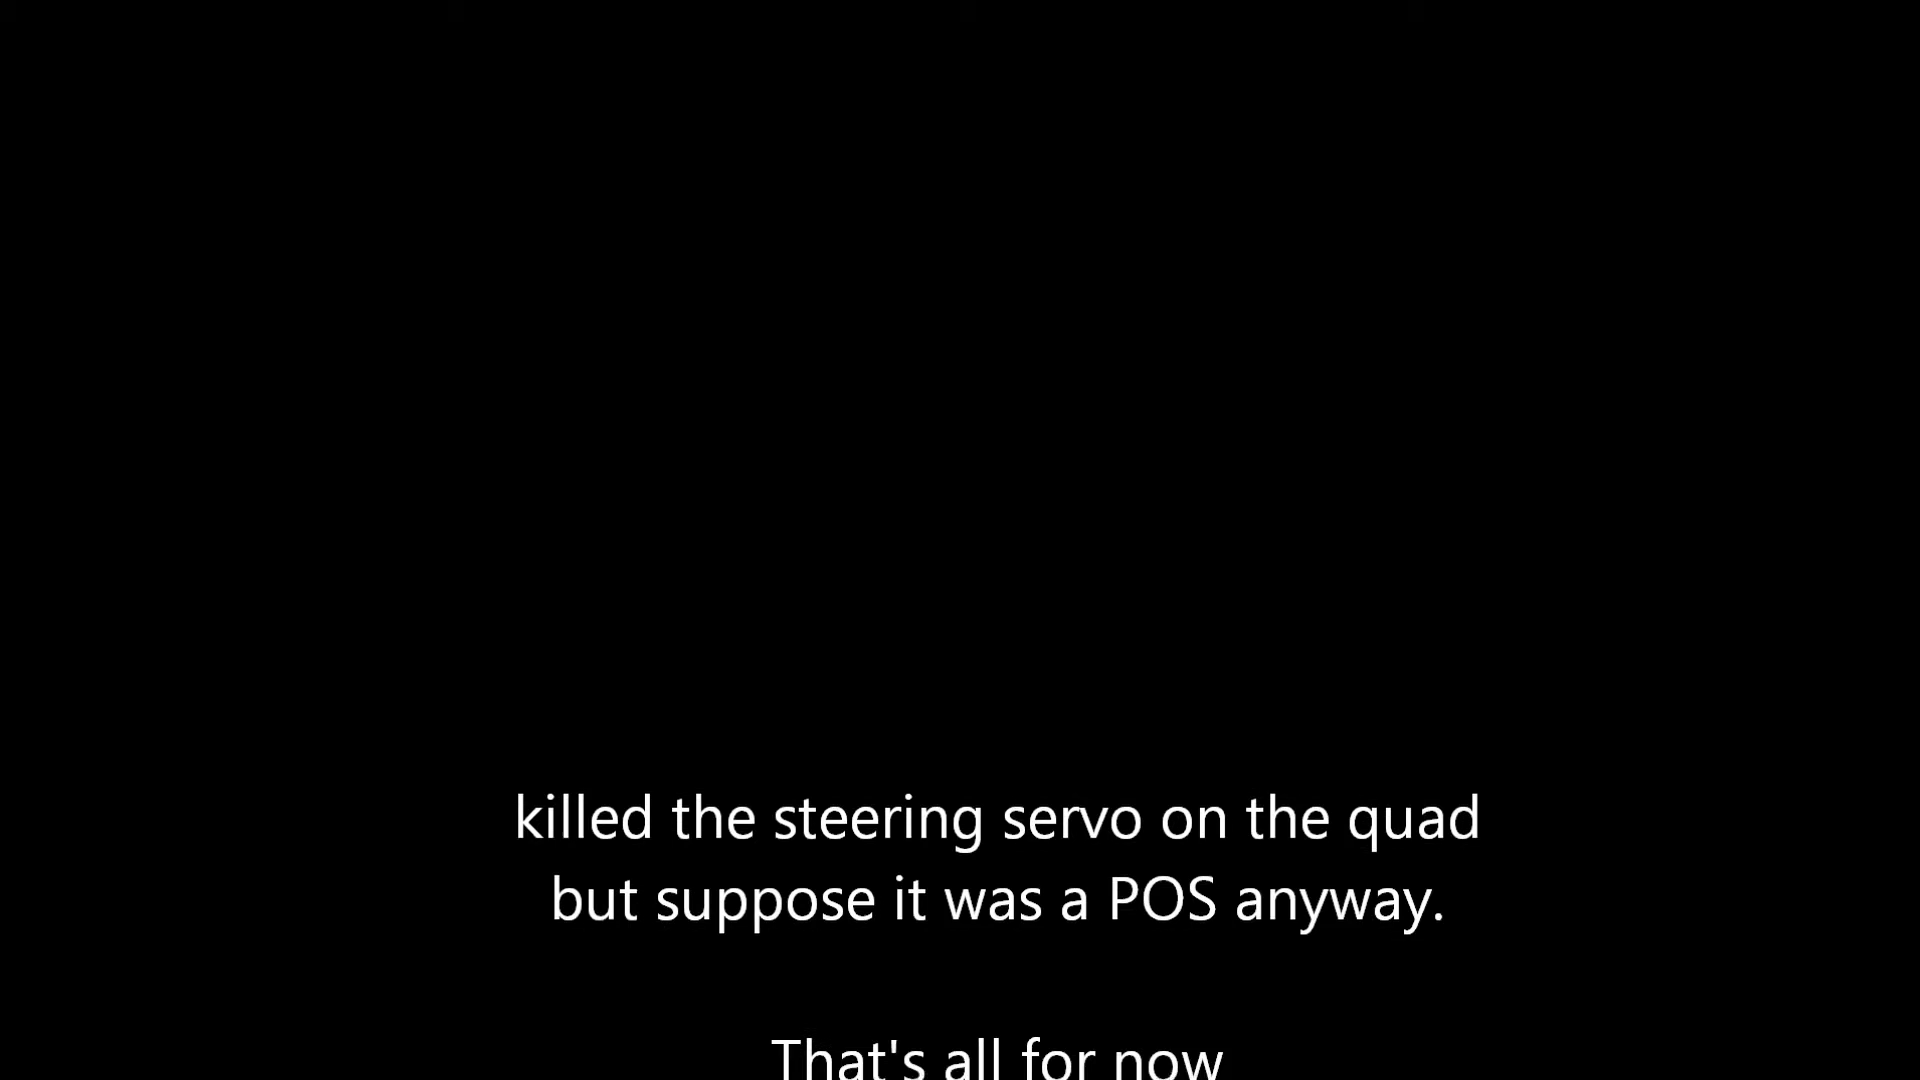 killed the steering servo on the quad
but suppose it was a POS anyway.
That's all for now